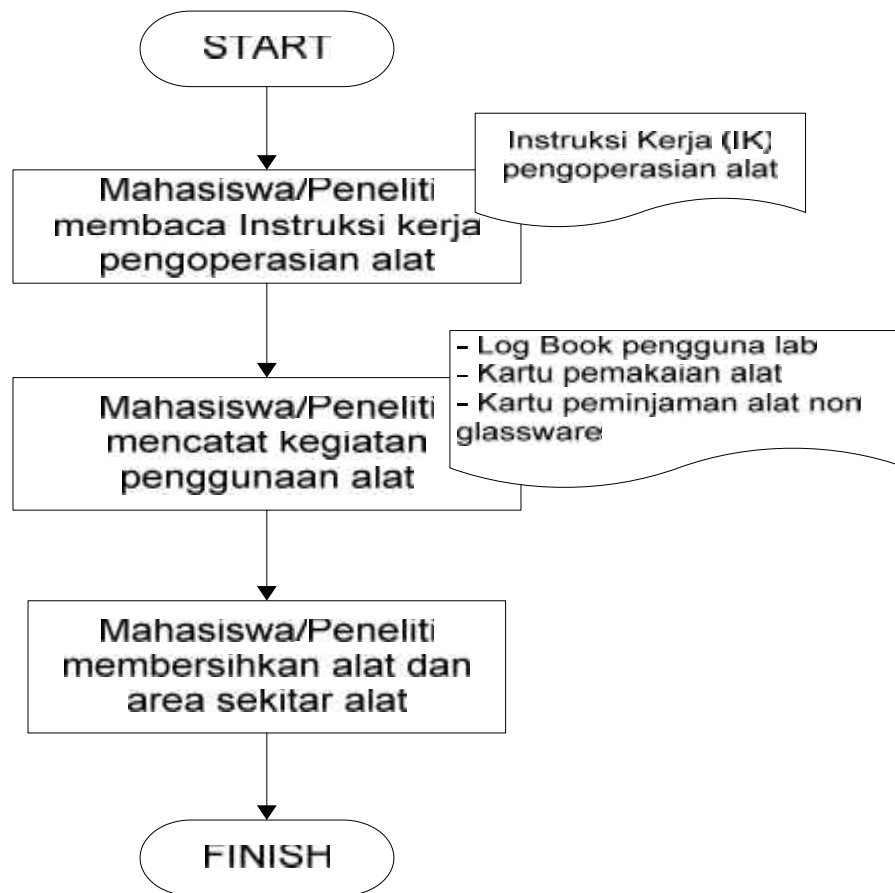 START
Instruksi Kerja (IK)
pengoperasian alat
Mahasiswa/Peneliti
membaca Instruksi kerja
pengoperasian alat
– Log Book pengguna lab
– Kartu pemakaian alat
– Kartu peminjaman alat non
glassware
Mahasiswa/Peneliti
mencatat kegiatan
penggunaan alat
Mahasiswa/Peneliti
membersihkan alat dan
area sekitar alat
FINISH